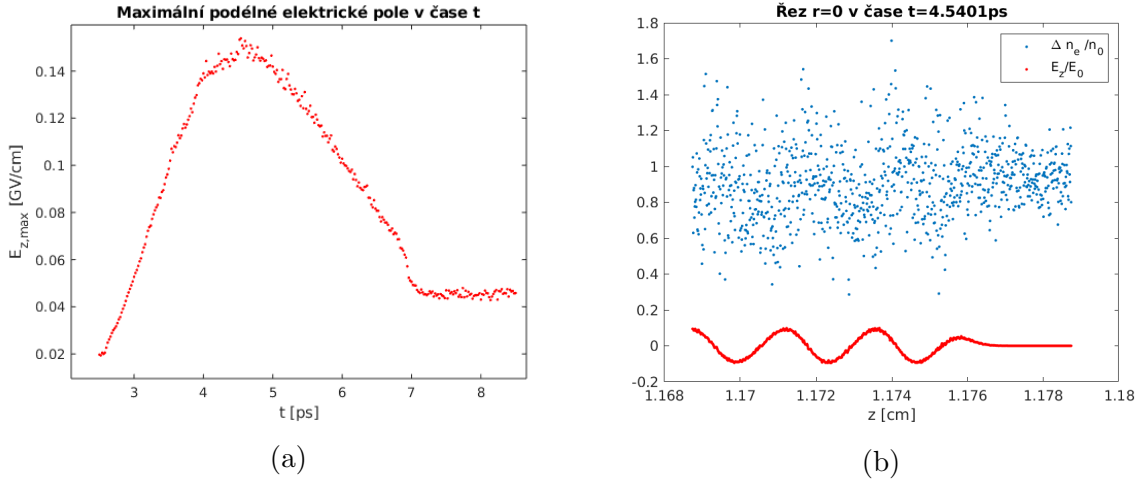 Maximální podélné elektrické pole v čase t
0.14
0.12
0.1
0.08
0.06
0.04
0.02
E_{z,max} [GV/cm]
3 4 5 6 7 8
t [ps]
(a)
Řez r=0 v čase t=4.5401ps
Δ n_e/n_0
E_z/E_0
1.8
1.6
1.4
1.2
1
0.8
0.6
0.4
0.2
0
-0.2
1.168 1.17 1.172 1.174 1.176 1.178 1.18
z [cm]
(b)